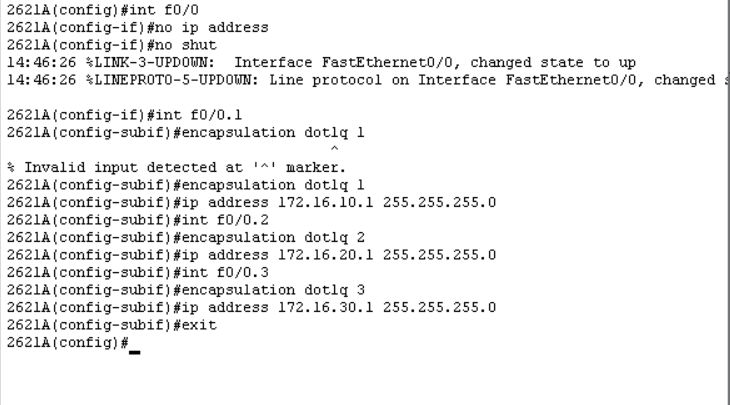 2621A(config)#int f0/0
2621A(config-if)#no ip address
2621A(config-if)#no shut
14:46:26 %LINK-3-UPDOWN: Interface FastEthernet0/0, changed state to up
14:46:26 %LINEPROTO-5-UPDOWN: Line protocol on Interface FastEthernet0/0, changed
2621A(config-if)#int f0/0.1
2621A(config-subif)#encapsulation dotlq 1
^
% Invalid input detected at '^' marker.
2621A(config-subif)#encapsulation dot1q 1
2621A(config-subif)#ip address 172.16.10.1 255.255.255.0
2621A(config-subif)#int f0/0.2
2621A(config-subif)#encapsulation dot1q 2
2621A(config-subif)#ip address 172.16.20.1 255.255.255.0
2621A(config-subif)#int f0/0.3
2621A(config-subif)#encapsulation dot1q 3
2621A(config-subif)#ip address 172.16.30.1 255.255.255.0
2621A(config-subif)#exit
2621A(config)#